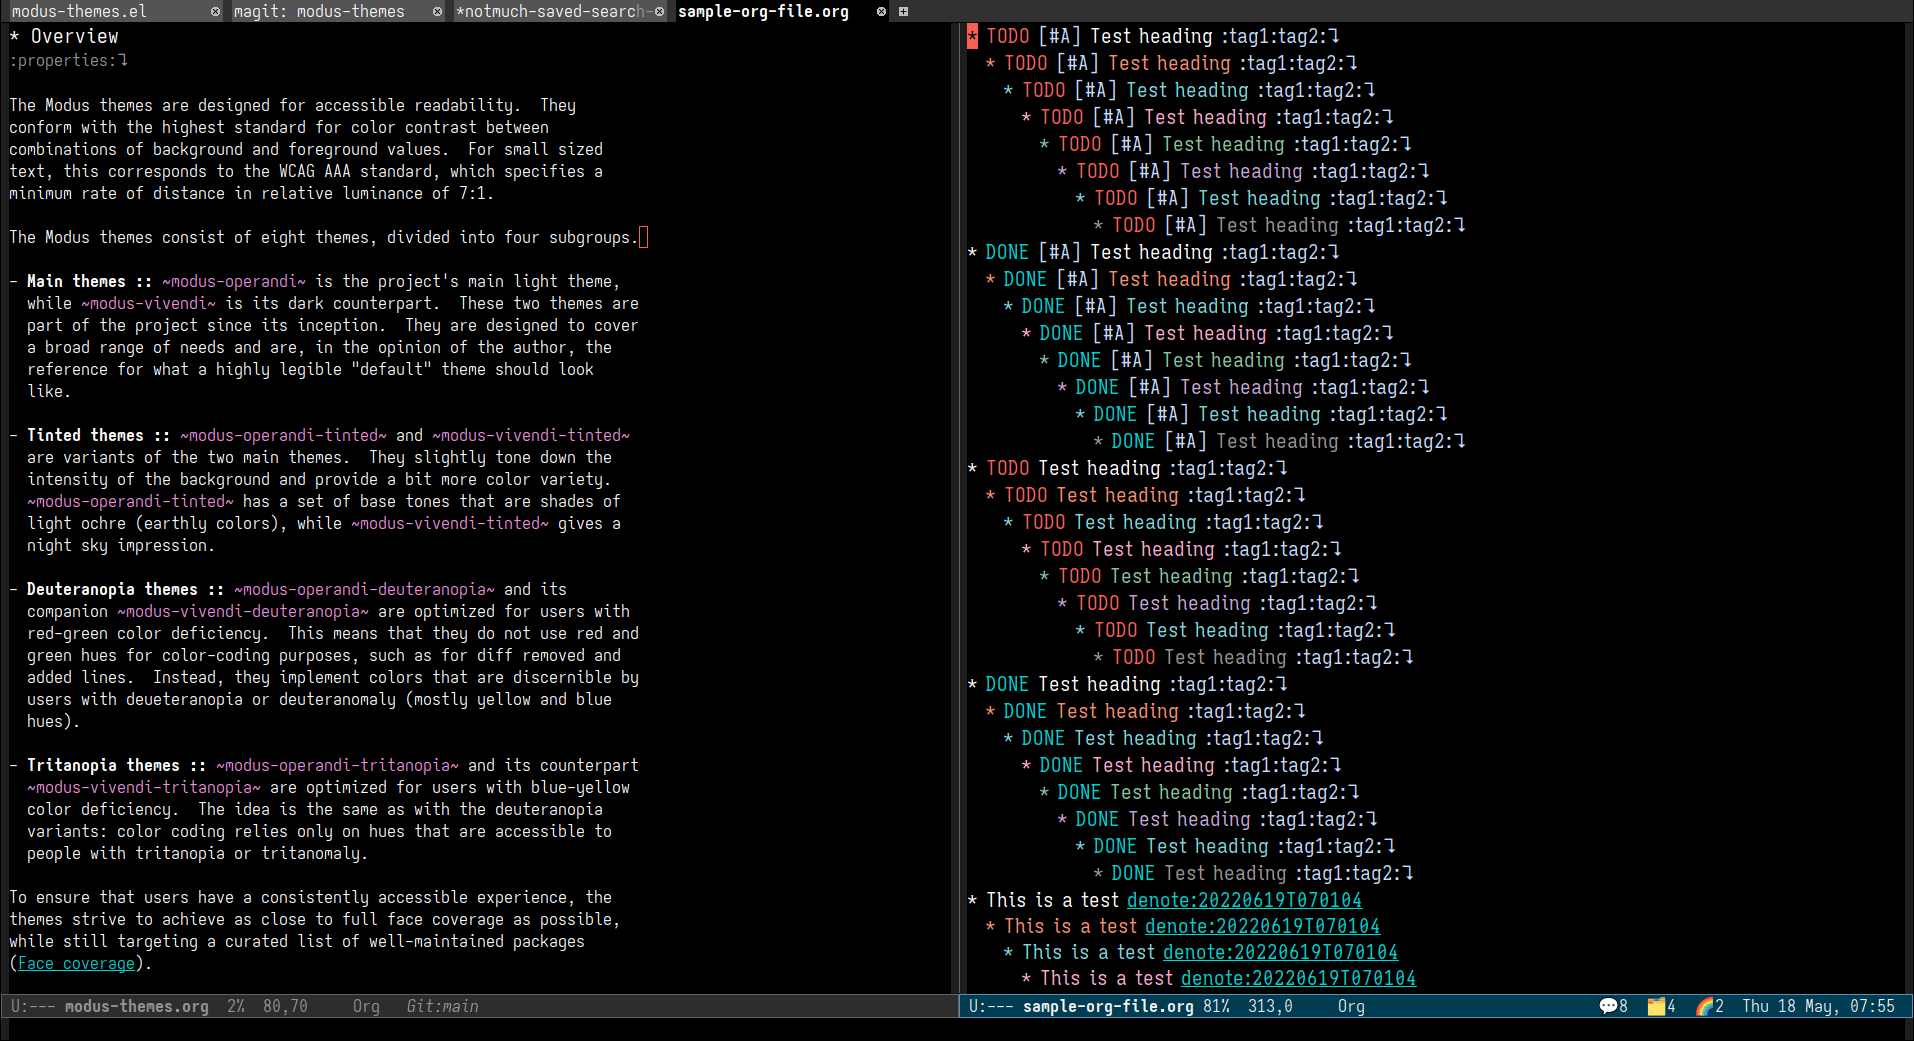 modus-themes.el magit: modus-themes *notmuch-saved-search- sample-org-file.org
* Overview
:properties:⮧
The Modus themes are designed for accessible readability.  They
conform with the highest standard for color contrast between
combinations of background and foreground values.  For small sized
text, this corresponds to the WCAG AAA standard, which specifies a
minimum rate of distance in relative luminance of 7:1.
The Modus themes consist of eight themes, divided into four subgroups.
- Main themes :: ~modus-operandi~ is the project's main light theme,
while ~modus-vivendi~ is its dark counterpart.  These two themes are
part of the project since its inception.  They are designed to cover
a broad range of needs and are, in the opinion of the author, the
reference for what a highly legible "default" theme should look
like.
- Tinted themes :: ~modus-operandi-tinted~ and ~modus-vivendi-tinted~
are variants of the two main themes.  They slightly tone down the
intensity of the background and provide a bit more color variety.
~modus-operandi-tinted~ has a set of base tones that are shades of
light ochre (earthly colors), while ~modus-vivendi-tinted~ gives a
night sky impression.
- Deuteranopia themes :: ~modus-operandi-deuteranopia~ and its
companion ~modus-vivendi-deuteranopia~ are optimized for users with
red-green color deficiency.  This means that they do not use red and
green hues for color-coding purposes, such as for diff removed and
added lines.  Instead, they implement colors that are discernible by
users with deueteranopia or deuteranomaly (mostly yellow and blue
hues).
- Tritanopia themes :: ~modus-operandi-tritanopia~ and its counterpart
~modus-vivendi-tritanopia~ are optimized for users with blue-yellow
color deficiency.  The idea is the same as with the deuteranopia
variants: color coding relies only on hues that are accessible to
people with tritanopia or tritanomaly.
To ensure that users have a consistently accessible experience, the
themes strive to achieve as close to full face coverage as possible,
while still targeting a curated list of well-maintained packages
(Face coverage).
U:--- modus-themes.org 2% 80,70 Org Git:main
* TODO [#A] Test heading :tag1:tag2:⮧
* TODO [#A] Test heading :tag1:tag2:⮧
* TODO [#A] Test heading :tag1:tag2:⮧
* TODO [#A] Test heading :tag1:tag2:⮧
* TODO [#A] Test heading :tag1:tag2:⮧
* TODO [#A] Test heading :tag1:tag2:⮧
* TODO [#A] Test heading :tag1:tag2:⮧
* TODO [#A] Test heading :tag1:tag2:⮧
* DONE [#A] Test heading :tag1:tag2:⮧
* DONE [#A] Test heading :tag1:tag2:⮧
* DONE [#A] Test heading :tag1:tag2:⮧
* DONE [#A] Test heading :tag1:tag2:⮧
* DONE [#A] Test heading :tag1:tag2:⮧
* DONE [#A] Test heading :tag1:tag2:⮧
* DONE [#A] Test heading :tag1:tag2:⮧
* DONE [#A] Test heading :tag1:tag2:⮧
* TODO Test heading :tag1:tag2:⮧
* TODO Test heading :tag1:tag2:⮧
* TODO Test heading :tag1:tag2:⮧
* TODO Test heading :tag1:tag2:⮧
* TODO Test heading :tag1:tag2:⮧
* TODO Test heading :tag1:tag2:⮧
* TODO Test heading :tag1:tag2:⮧
* TODO Test heading :tag1:tag2:⮧
* DONE Test heading :tag1:tag2:⮧
* DONE Test heading :tag1:tag2:⮧
* DONE Test heading :tag1:tag2:⮧
* DONE Test heading :tag1:tag2:⮧
* DONE Test heading :tag1:tag2:⮧
* DONE Test heading :tag1:tag2:⮧
* DONE Test heading :tag1:tag2:⮧
* DONE Test heading :tag1:tag2:⮧
* This is a test denote:20220619T070104
* This is a test denote:20220619T070104
* This is a test denote:20220619T070104
* This is a test denote:20220619T070104
U:--- sample-org-file.org 81% 313,0 Org 💬8 🗂️4 🌈2 Thu 18 May, 07:55